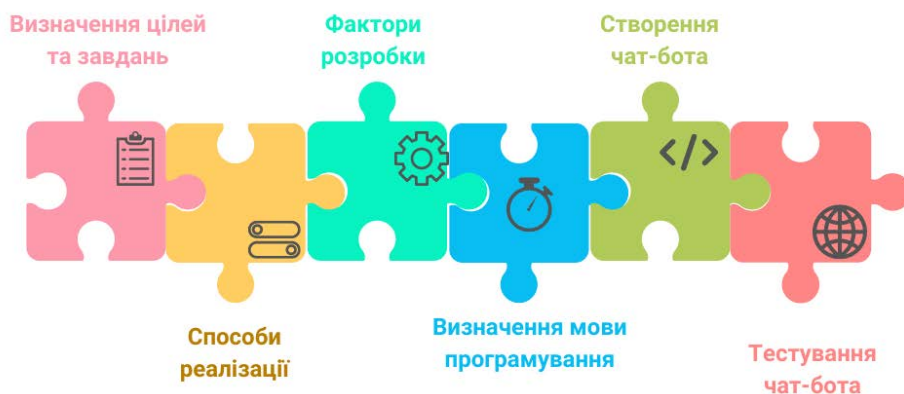 Визначення цілей
та завдань
Фактори
розробки
Створення
чат-бота
Способи
реалізації
Визначення мови
програмування
Тестування
чат-бота